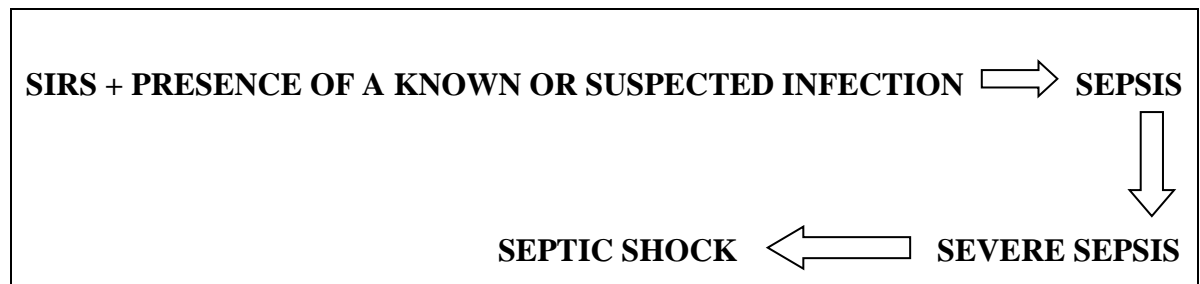 SIRS + PRESENCE OF A KNOWN OR SUSPECTED INFECTION SEPSIS
SEPTIC SHOCK SEVERE SEPSIS